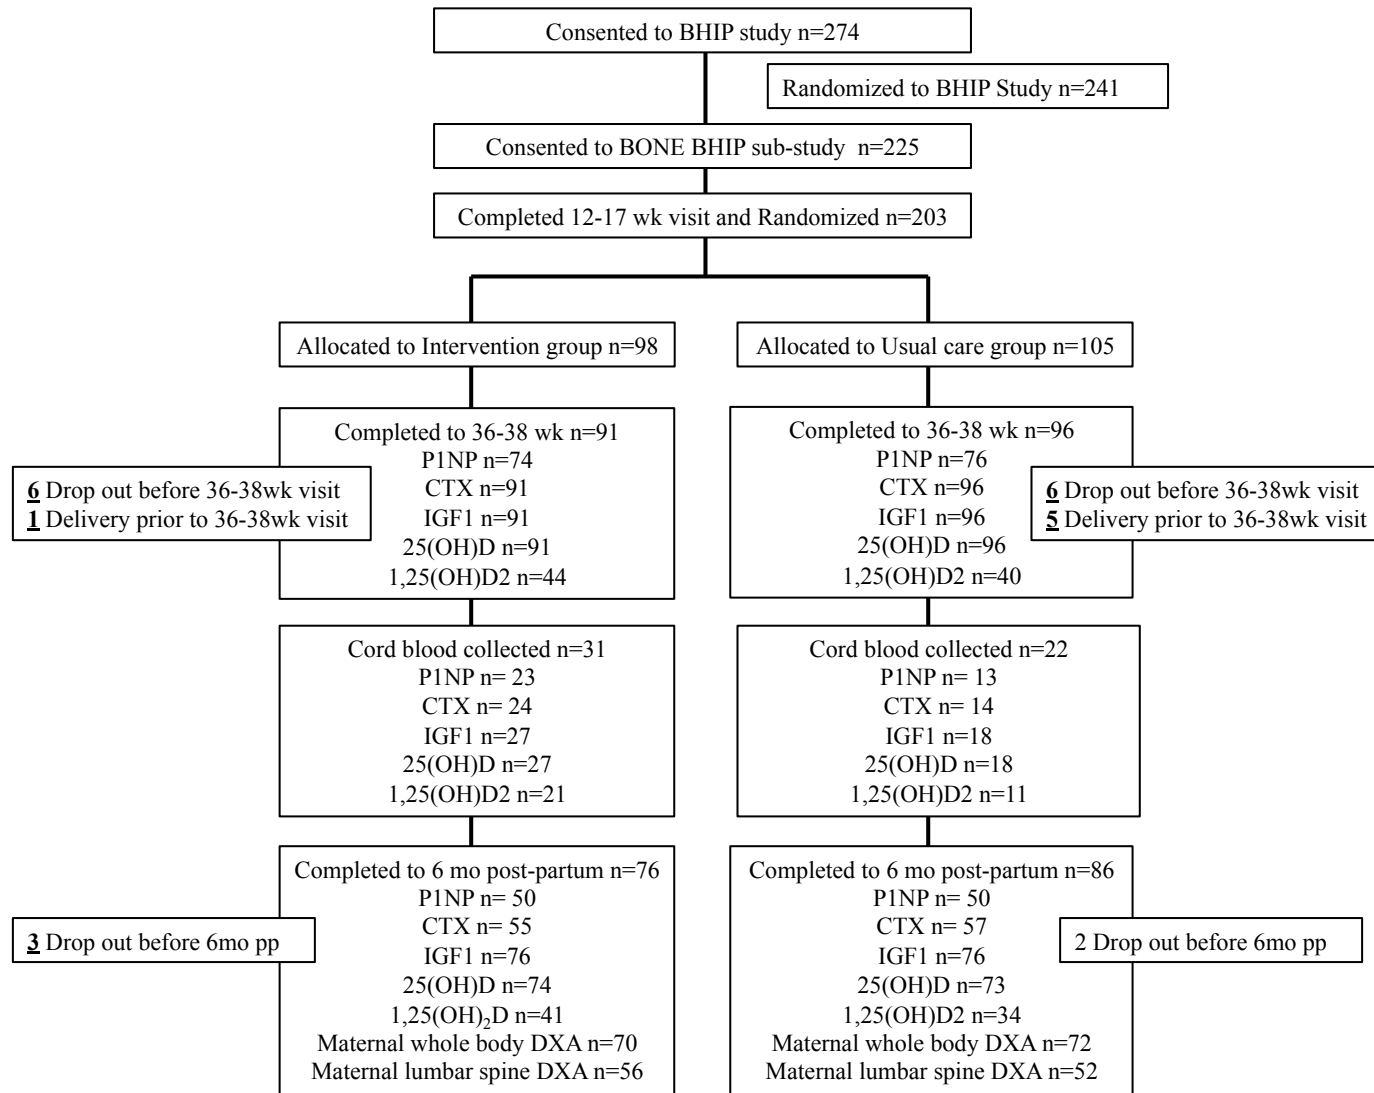 Consented to BHIP study n=274
Randomized to BHIP Study n=241
Consented to BONE BHIP sub-study n=225
Completed 12-17 wk visit and Randomized n=203
Allocated to Intervention group n=98
Allocated to Usual care group n=105
Completed to 36-38 wk n=91
P1NP n=74
CTX n=91
IGF1 n=91
25(OH)D n=91
1,25(OH)D2 n=44
6 Drop out before 36-38wk visit
1 Delivery prior to 36-38wk visit
Completed to 36-38 wk n=96
P1NP n=76
CTX n=96
IGF1 n=96
25(OH)D n=96
1,25(OH)D2 n=40
6 Drop out before 36-38wk visit
5 Delivery prior to 36-38wk visit
Cord blood collected n=31
P1NP n= 23
CTX n= 24
IGF1 n=27
25(OH)D n=27
1,25(OH)D2 n=21
Cord blood collected n=22
P1NP n= 13
CTX n= 14
IGF1 n=18
25(OH)D n=18
1,25(OH)D2 n=11
Completed to 6 mo post-partum n=76
P1NP n= 50
CTX n= 55
IGF1 n=76
25(OH)D n=74
1,25(OH)₂D n=41
Maternal whole body DXA n=70
Maternal lumbar spine DXA n=56
3 Drop out before 6mo pp
Completed to 6 mo post-partum n=86
P1NP n= 50
CTX n= 57
IGF1 n=76
25(OH)D n=73
1,25(OH)D2 n=34
Maternal whole body DXA n=72
Maternal lumbar spine DXA n=52
2 Drop out before 6mo pp